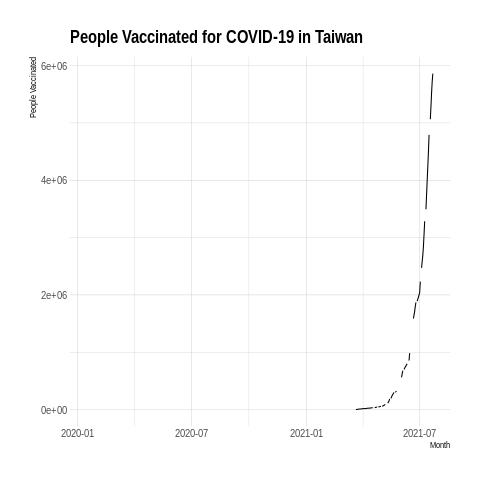 People Vaccinated for COVID-19 in Taiwan
People Vaccinated
6e+06
4e+06
2e+06
0e+00
2020-01 2020-07 2021-01 2021-07
Month